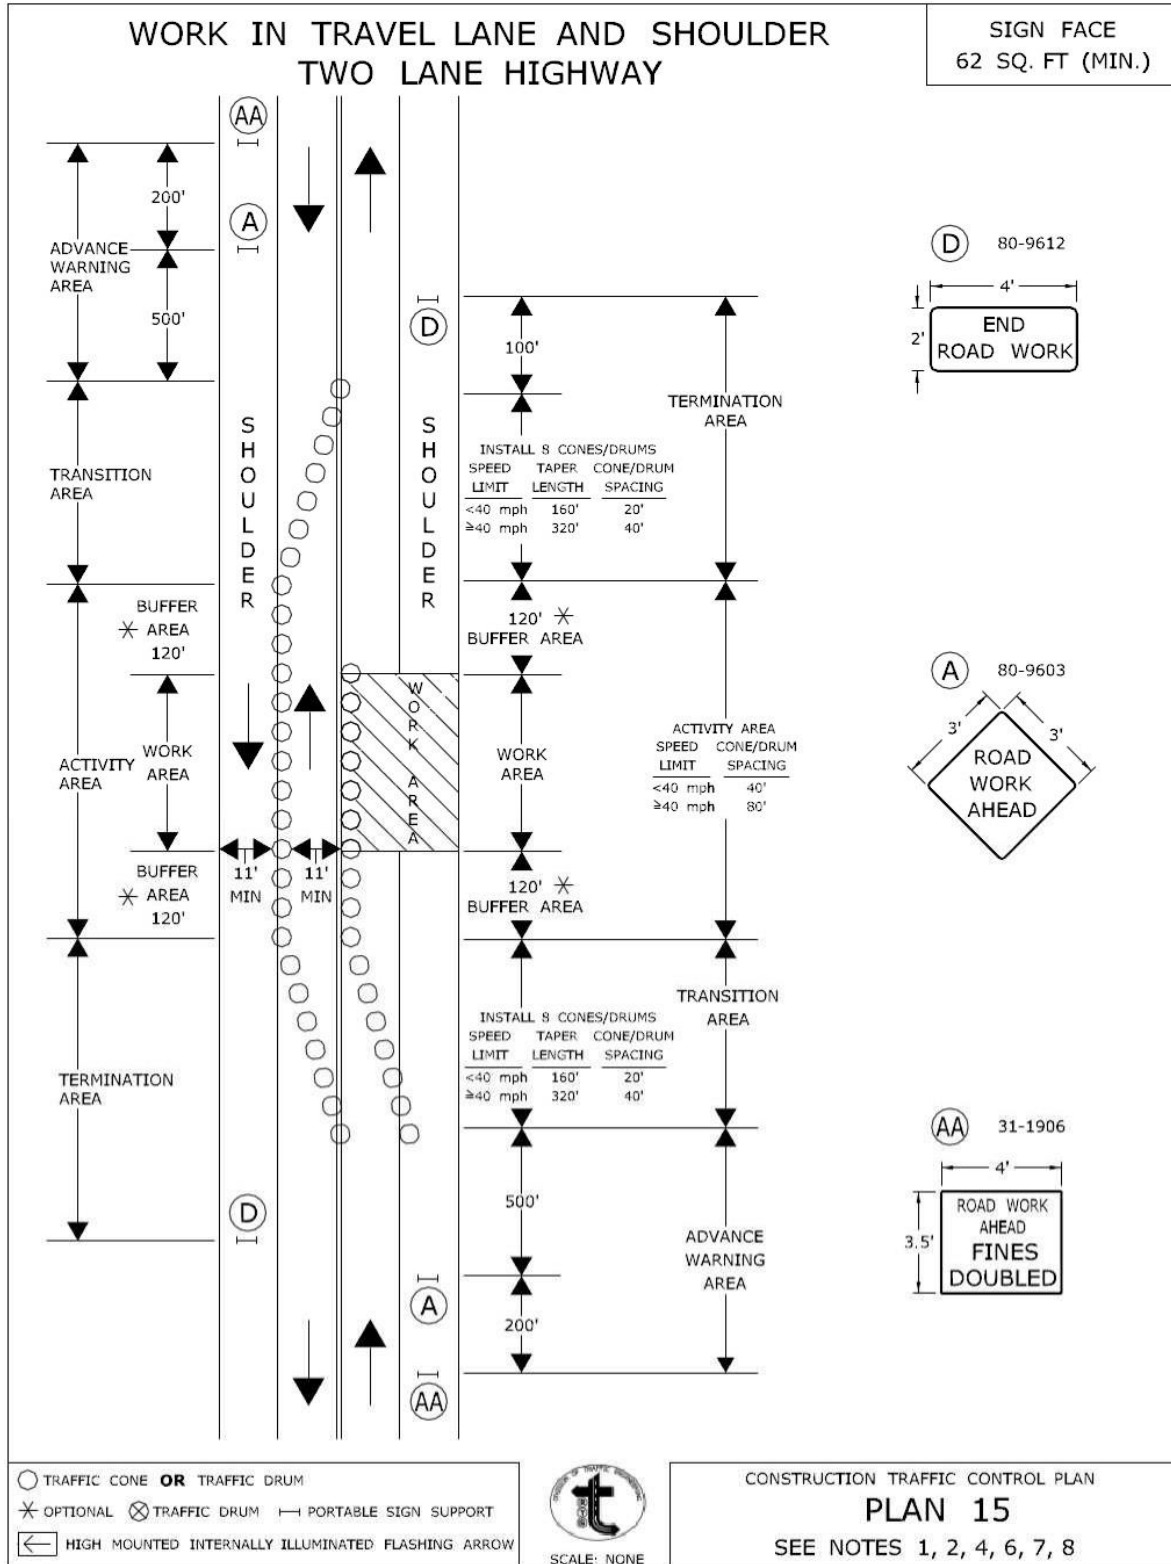 WORK IN TRAVEL LANE AND SHOULDER
TWO LANE HIGHWAY
SIGN FACE
62 SQ. FT (MIN.)
AA
200'
A
ADVANCE
WARNING
AREA
500'
D
100'
TERMINATION
AREA
SHOULDER
SHOULDER
TRANSITION
AREA
INSTALL 8 CONES/DRUMS
SPEED TAPER CONE/DRUM
LIMIT LENGTH SPACING
<40 mph 160' 20'
≥40 mph 320' 40'
BUFFER
* AREA
120'
120' *
BUFFER AREA
WORK AREA
WORK
AREA
ACTIVITY
AREA
WORK
AREA
ACTIVITY AREA
SPEED CONE/DRUM
LIMIT SPACING
<40 mph 40'
≥40 mph 80'
11'
MIN
11'
MIN
BUFFER
* AREA
120'
120' *
BUFFER AREA
TRANSITION
AREA
INSTALL 8 CONES/DRUMS
SPEED TAPER CONE/DRUM
LIMIT LENGTH SPACING
<40 mph 160' 20'
≥40 mph 320' 40'
TERMINATION
AREA
D
500'
ADVANCE
WARNING
AREA
A
200'
AA
D 80-9612
4'
2'
END
ROAD WORK
A 80-9603
3'
3'
ROAD
WORK
AHEAD
AA 31-1906
4'
3.5'
ROAD WORK
AHEAD
FINES
DOUBLED
TRAFFIC CONE OR TRAFFIC DRUM
* OPTIONAL TRAFFIC DRUM PORTABLE SIGN SUPPORT
HIGH MOUNTED INTERNALLY ILLUMINATED FLASHING ARROW
DIVISION OF TRAFFIC ENGINEERING
t
SCALE: NONE
CONSTRUCTION TRAFFIC CONTROL PLAN
PLAN 15
SEE NOTES 1, 2, 4, 6, 7, 8